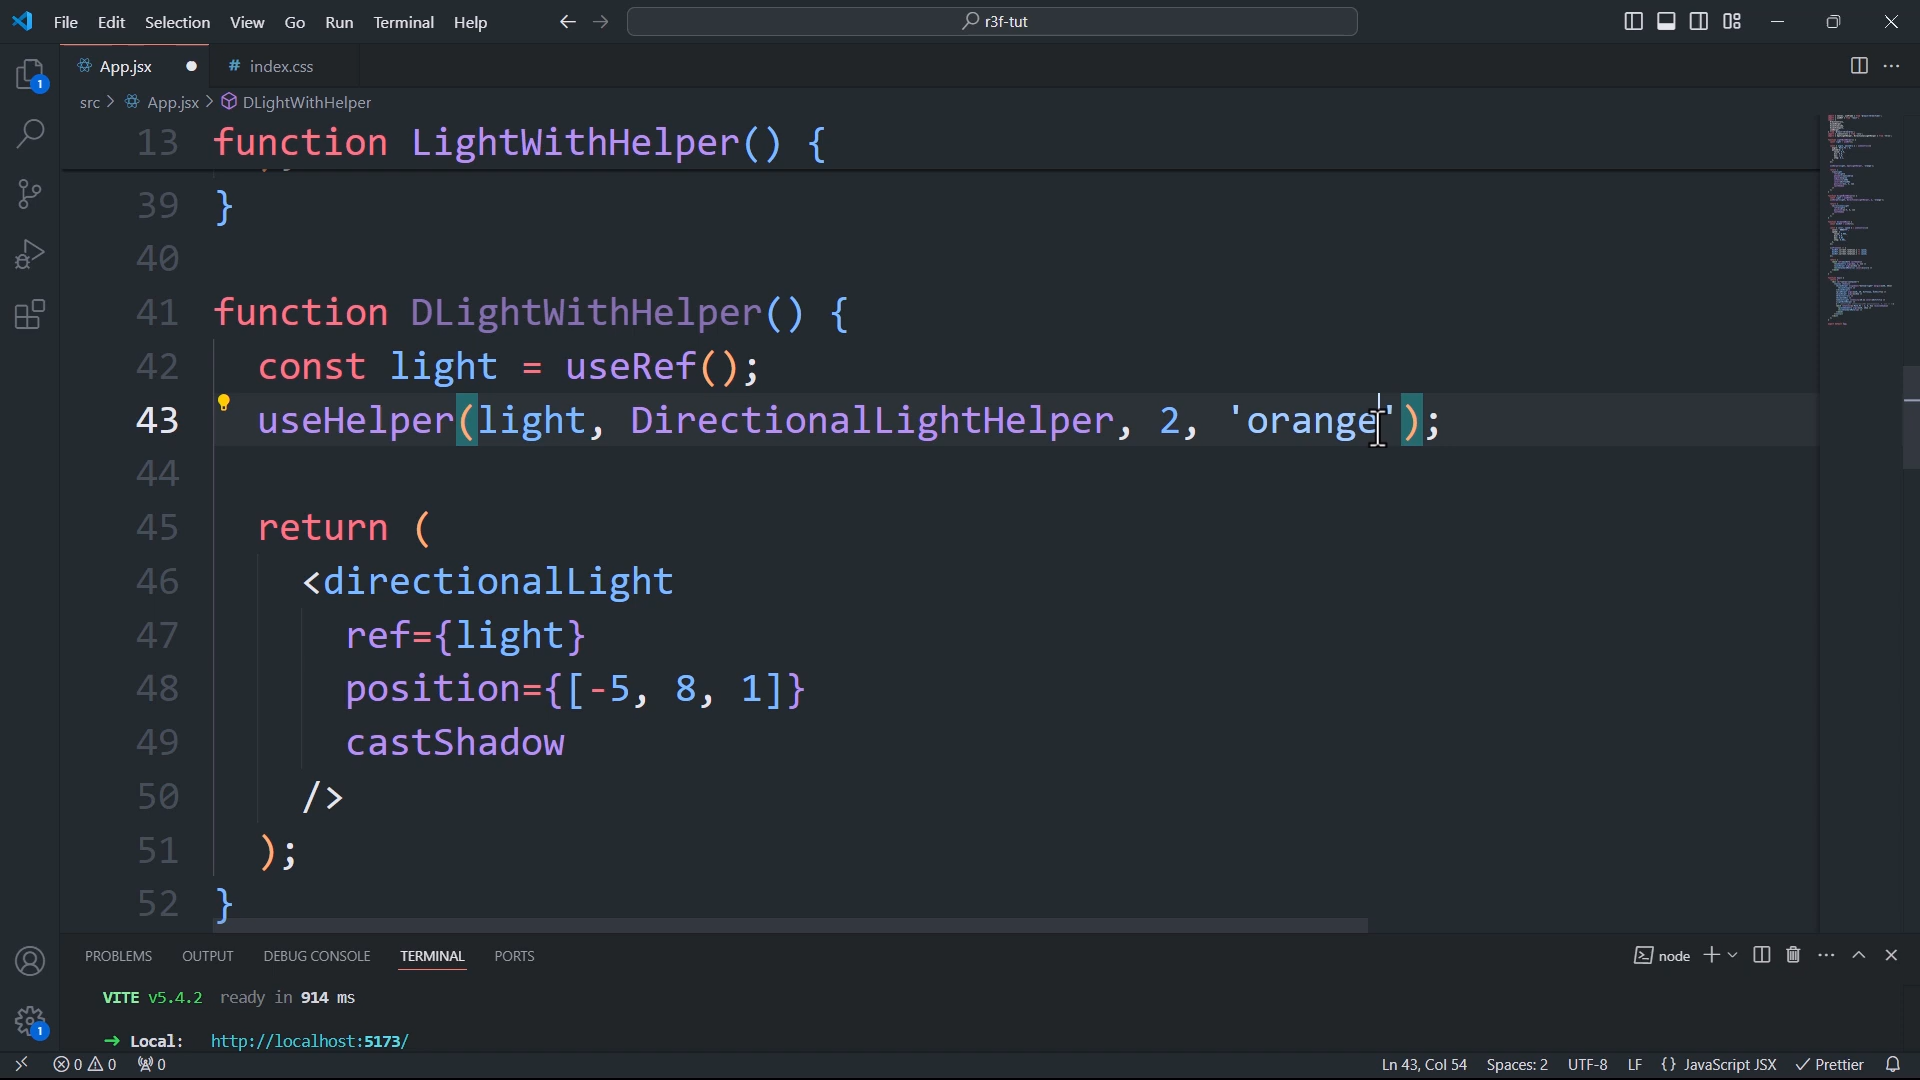 File Edit Selection View Go Run Terminal Help
r3f-tut
App.jsx
# index.css
src > App.jsx > DLightWithHelper
13 function LightWithHelper() {
39 }
40
41 function DLightWithHelper() {
42 const light = useRef();
43 useHelper(light, DirectionalLightHelper, 2, 'orange');
44
45 return (
46 <directionalLight
47 ref={light}
48 position={[-5, 8, 1]}
49 castShadow
50 />
51 );
52 }
PROBLEMS OUTPUT DEBUG CONSOLE TERMINAL PORTS
node
VITE v5.4.2 ready in 914 ms
➜ Local: http://localhost:5173/
0 0 0
Ln 43, Col 54 Spaces: 2 UTF-8 LF {} JavaScript JSX ✓ Prettier
1
1